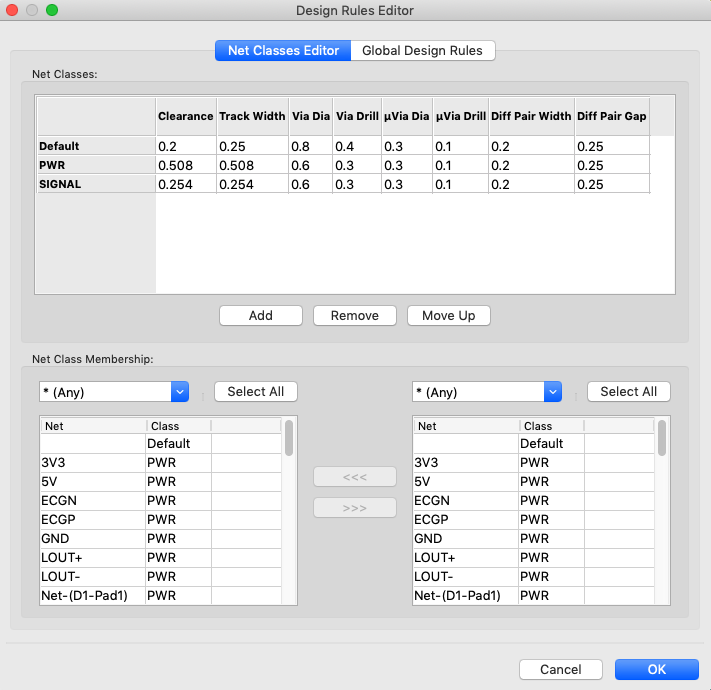 Design Rules Editor
Net Classes Editor Global Design Rules
Net Classes:
Clearance Track Width Via Dia Via Drill µVia Dia µVia Drill Diff Pair Width Diff Pair Gap
Default 0.2 0.25 0.8 0.4 0.3 0.1 0.2 0.25
PWR 0.508 0.508 0.6 0.3 0.3 0.1 0.2 0.25
SIGNAL 0.254 0.254 0.6 0.3 0.3 0.1 0.2 0.25
Add Remove Move Up
Net Class Membership:
* (Any) Select All * (Any) Select All
Net Class Net Class
Default Default
3V3 PWR 3V3 PWR
5V PWR 5V PWR
<<<
ECGN PWR ECGN PWR
>>>
ECGP PWR ECGP PWR
GND PWR GND PWR
LOUT+ PWR LOUT+ PWR
LOUT- PWR LOUT- PWR
Net-(D1-Pad1) PWR Net-(D1-Pad1) PWR
Cancel OK